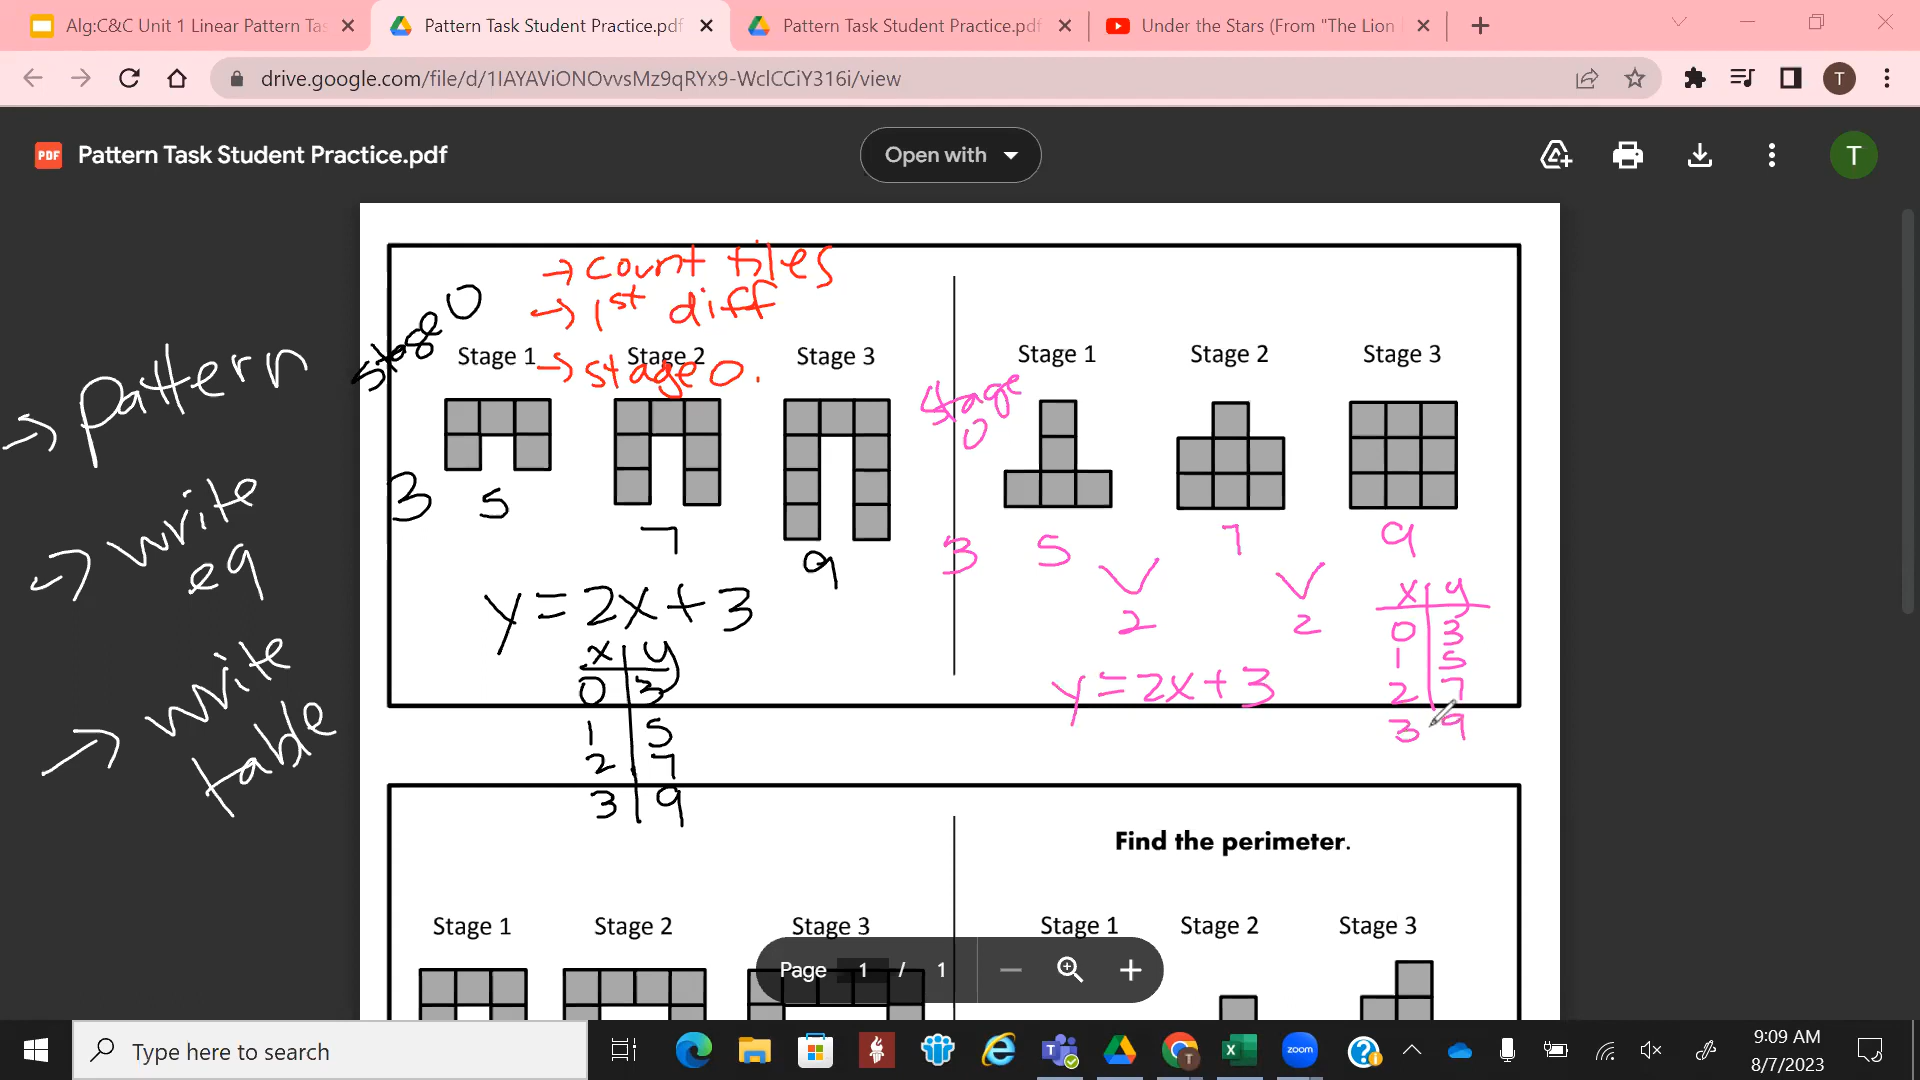 Alg:C&C Unit 1 Linear Pattern Tas
Pattern Task Student Practice.pdf
Pattern Task Student Practice.pdf
Under the Stars (From "The Lion
drive.google.com/file/d/1IAYAViONOvvsMz9qRYx9-WclCCiY316i/view
T
PDF
Pattern Task Student Practice.pdf
Open with
T
→ pattern
→ write
eq
→ write
table
→ count tiles
→ 1st diff
→ stage 0.
stage 0
Stage 1
Stage 2
Stage 3
3
5
7
9
y=2x+3
x y
0 3
1 5
2 7
3 9
Stage 1
Stage 2
Stage 3
stage
0
3
5
7
9
2
2
y=2x+3
x y
0 3
1 5
2 7
3 9
Find the perimeter.
Stage 1
Stage 2
Stage 3
Stage 1
Stage 2
Stage 3
Page 1 / 1
Type here to search
zoom
9:09 AM
8/7/2023